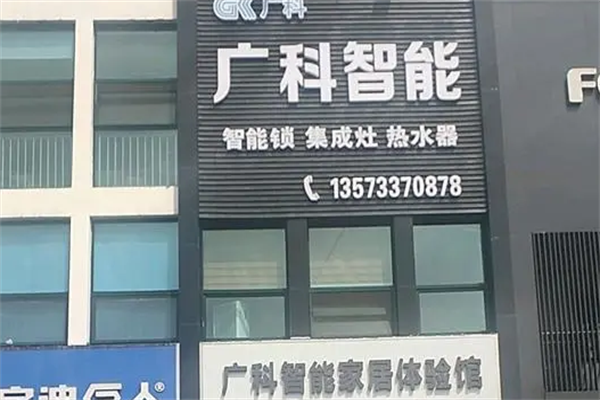 GK广科
广科智能
智能锁 集成灶 热水器
13573370878
广科智能家居体验馆